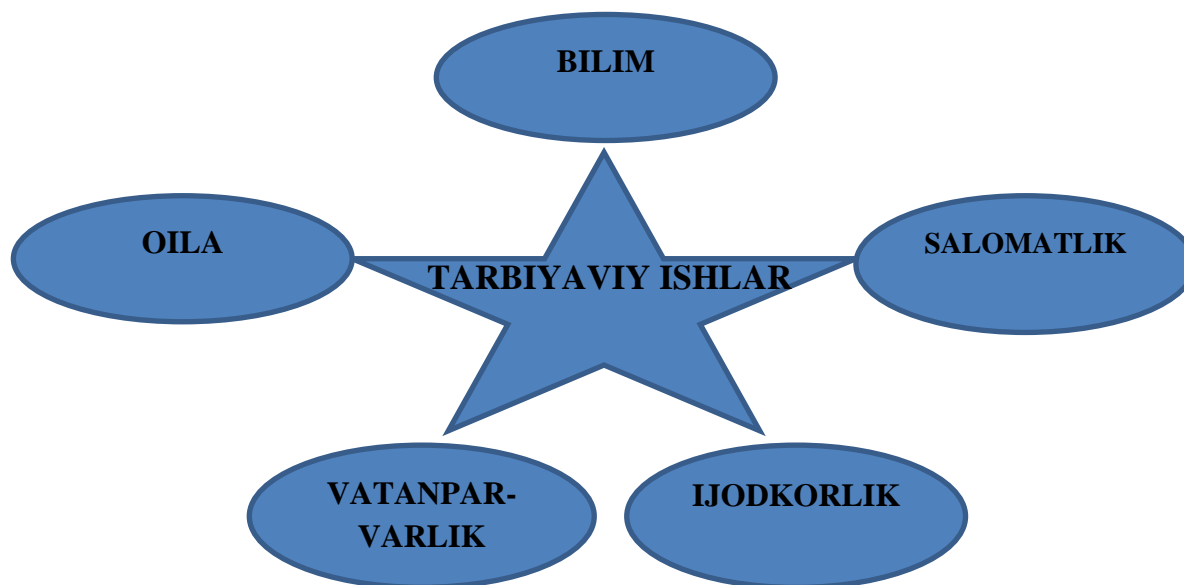 BILIM
OILA
SALOMATLIK
TARBIYAVIY ISHLAR
VATANPAR-
VARLIK
IJODKORLIK